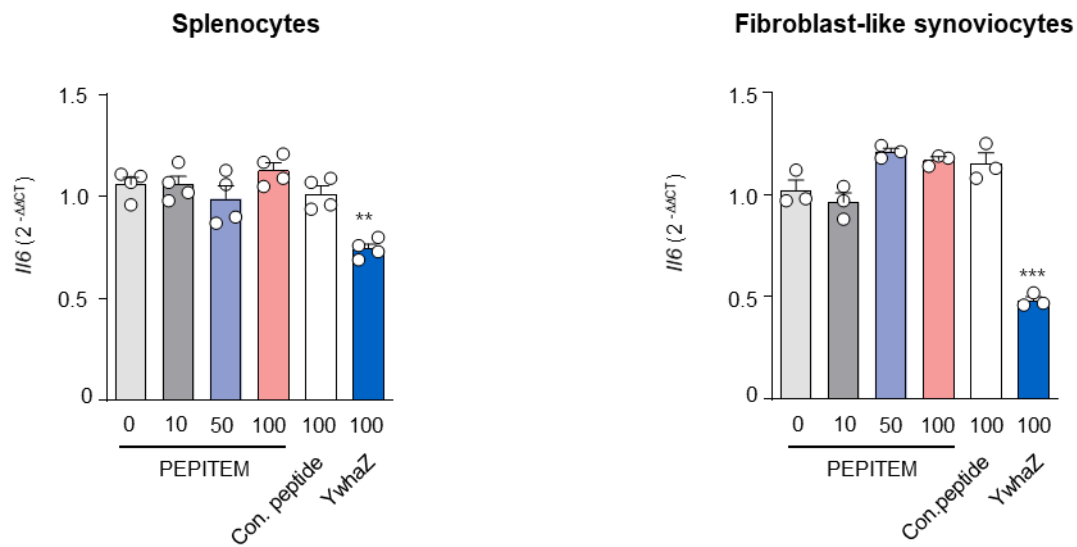 Splenocytes
Il6 (2 -ΔΔCT)
1.5
1.0
0.5
0
**
0 10 50 100 100 100
PEPITEM
Con. peptide
YwhaZ
Fibroblast-like synoviocytes
Il6 (2 -ΔΔCT)
1.5
1.0
0.5
0
***
0 10 50 100 100 100
PEPITEM
Con.peptide
YwhaZ